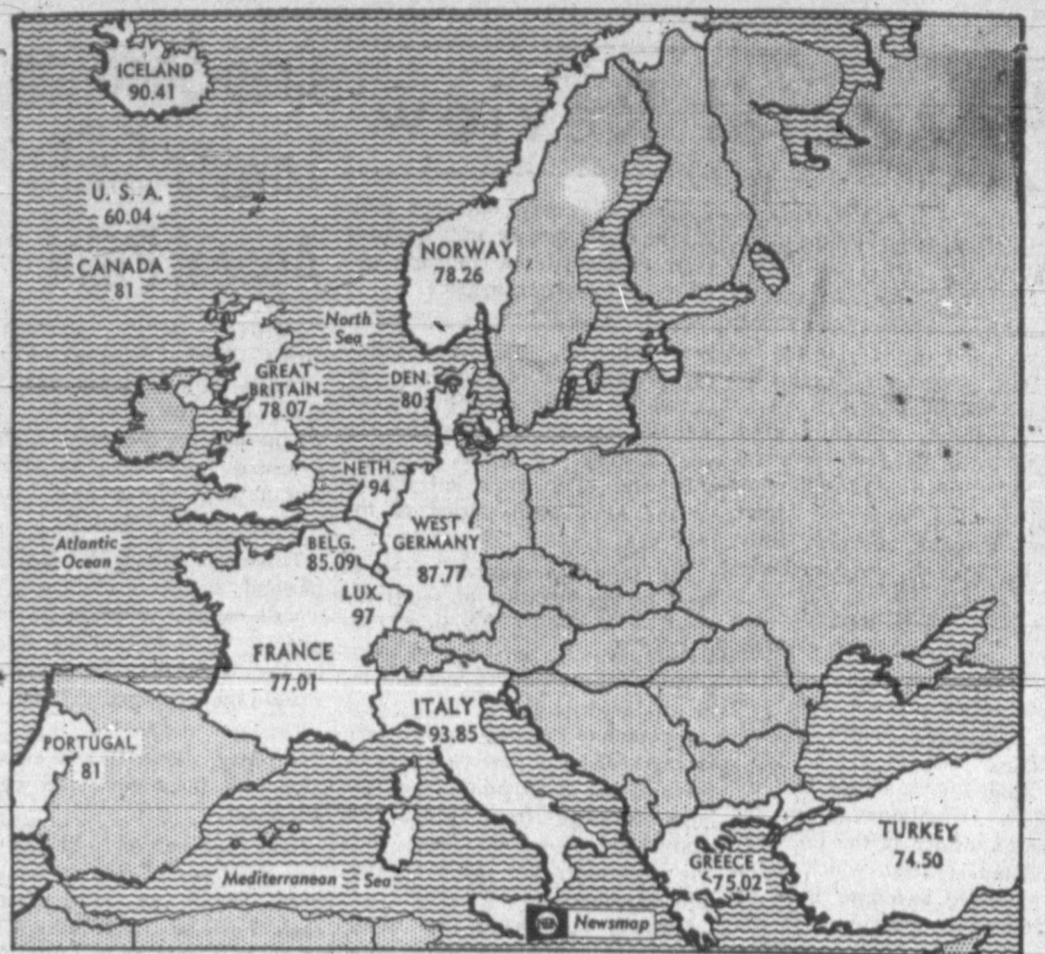 ICELAND
90.41
U. S. A.
60.04
CANADA
81
NORWAY
78.26
North
Sea
GREAT
BRITAIN
78.07
DEN.
80
NETH.
94
WEST
GERMANY
87.77
BELG.
85.09
LUX.
97
Atlantic
Ocean
FRANCE
77.01
ITALY
93.85
PORTUGAL
81
TURKEY
74.50
GREECE
75.02
Mediterranean Sea
NEA Newsmap